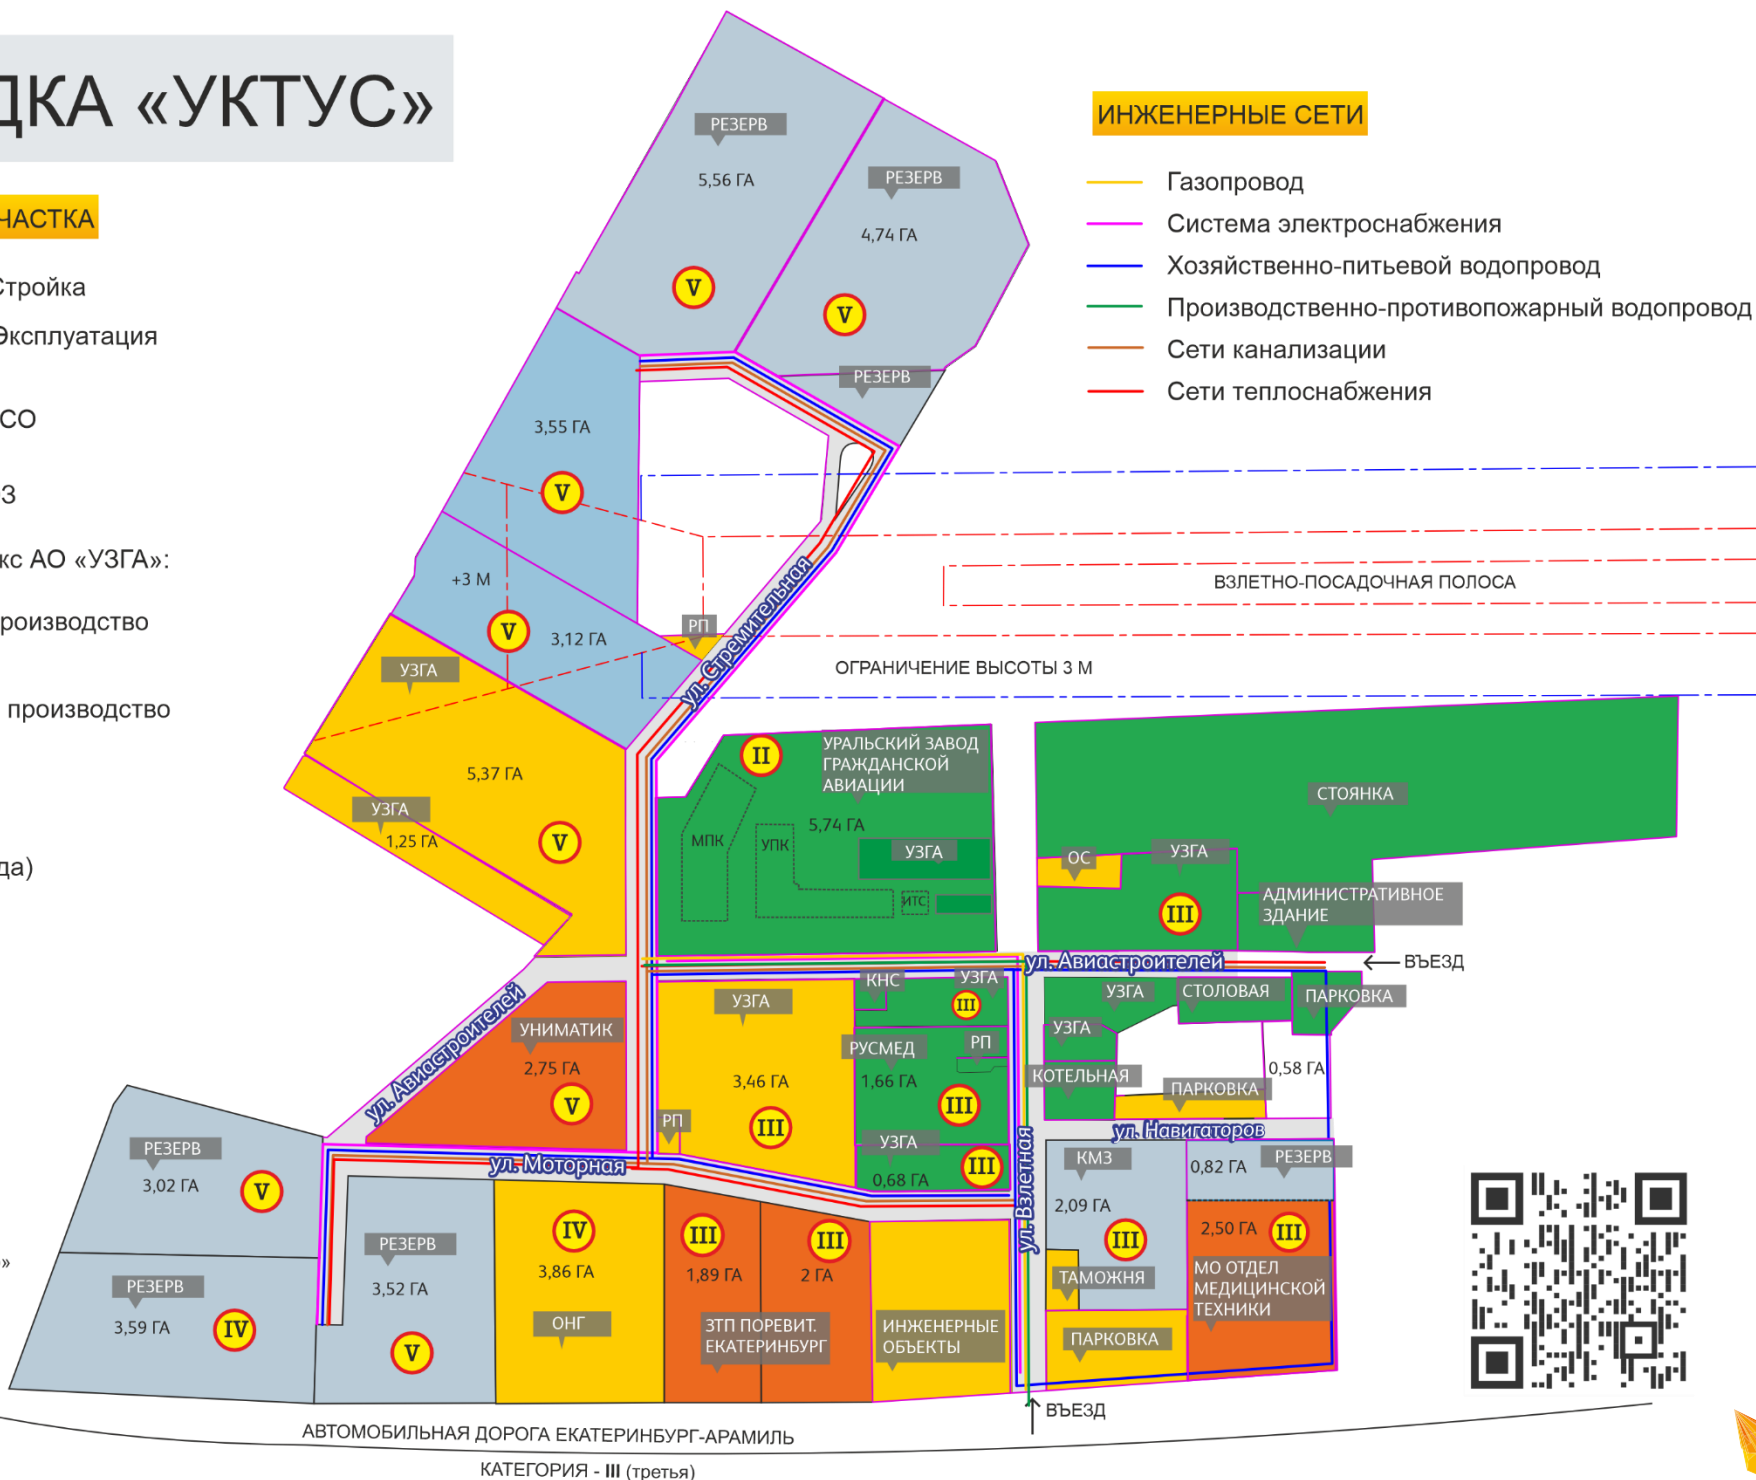 ДКА «УКТУС»
ЧАСТКА
Стройка
Эксплуатация
СО
З
кс АО «УЗГА»:
роизводство
производство
да)
»
ИНЖЕНЕРНЫЕ СЕТИ
Газопровод
Система электроснабжения
Хозяйственно-питьевой водопровод
Производственно-противопожарный водопровод
Сети канализации
Сети теплоснабжения
РЕЗЕРВ
5,56 ГА
V
РЕЗЕРВ
4,74 ГА
V
РЕЗЕРВ
3,55 ГА
V
+3 М
V
3,12 ГА
РП
ул. Стремительная
ВЗЛЕТНО-ПОСАДОЧНАЯ ПОЛОСА
ОГРАНИЧЕНИЕ ВЫСОТЫ 3 М
УЗГА
5,37 ГА
УЗГА
1,25 ГА
V
II
УРАЛЬСКИЙ ЗАВОД
ГРАЖДАНСКОЙ
АВИАЦИИ
5,74 ГА
МПК
УПК
УЗГА
ИТС
СТОЯНКА
ОС
УЗГА
III
АДМИНИСТРАТИВНОЕ
ЗДАНИЕ
ул. Авиастроителей
ВЪЕЗД
ул. Авиастроителей
УНИМАТИК
2,75 ГА
V
УЗГА
3,46 ГА
III
РП
КНС
УЗГА
III
РУСМЕД
РП
1,66 ГА
III
УЗГА
0,68 ГА
III
УЗГА
СТОЛОВАЯ
ПАРКОВКА
УЗГА
КОТЕЛЬНАЯ
ПАРКОВКА
0,58 ГА
ул. Навигаторов
ул. Взлетная
ул. Моторная
РЕЗЕРВ
3,02 ГА
V
РЕЗЕРВ
3,59 ГА
IV
РЕЗЕРВ
3,52 ГА
V
IV
3,86 ГА
ОНГ
III
1,89 ГА
III
2 ГА
ЗТП ПОРЕВИТ.
ЕКАТЕРИНБУРГ
ИНЖЕНЕРНЫЕ
ОБЪЕКТЫ
КМЗ
2,09 ГА
III
ТАМОЖНЯ
ПАРКОВКА
0,82 ГА
РЕЗЕРВ
2,50 ГА
III
МО ОТДЕЛ
МЕДИЦИНСКОЙ
ТЕХНИКИ
ВЪЕЗД
АВТОМОБИЛЬНАЯ ДОРОГА ЕКАТЕРИНБУРГ-АРАМИЛЬ
КАТЕГОРИЯ - III (третья)